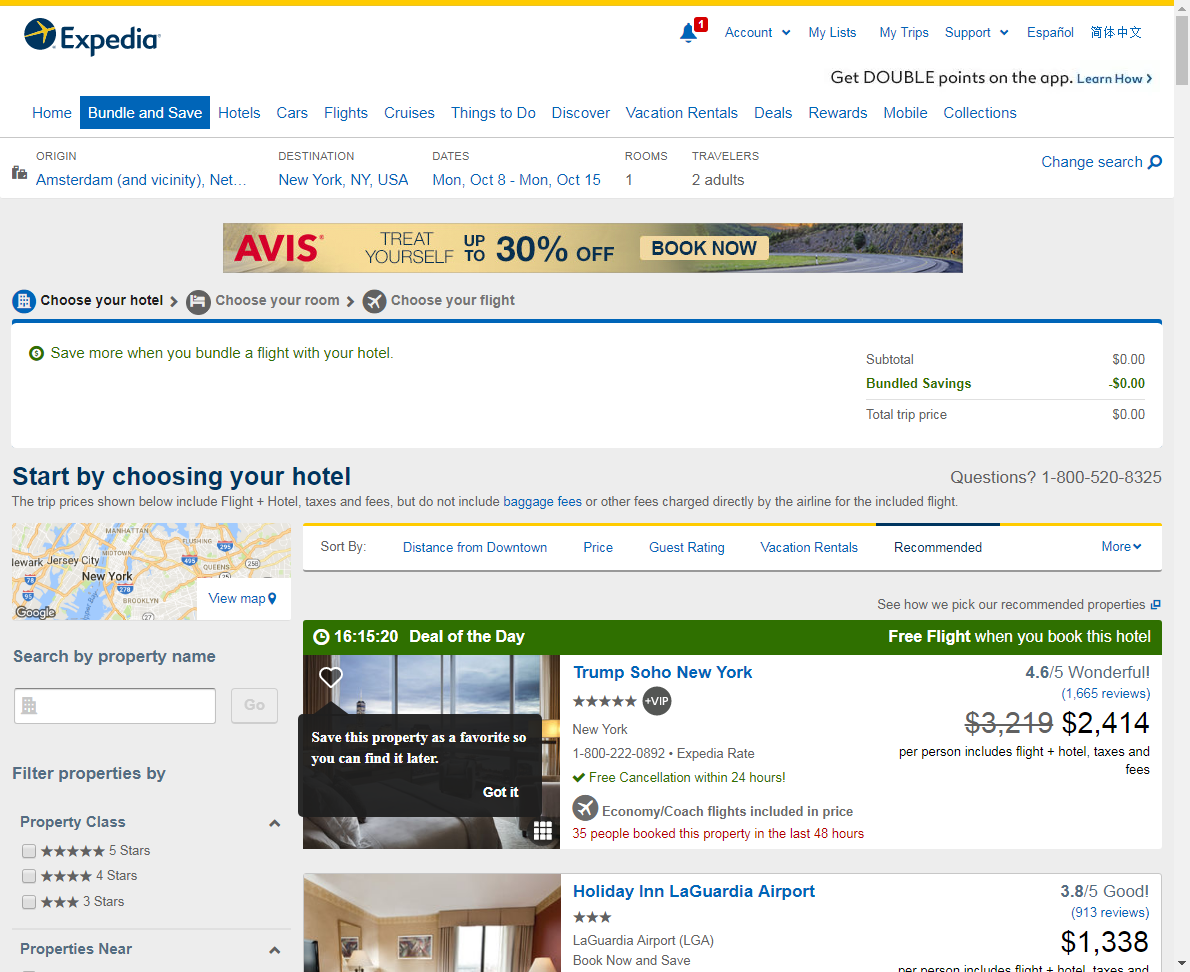 Expedia
1
Account
My Lists
My Trips
Support
Español
简体中文
Get DOUBLE points on the app. Learn How
Home
Bundle and Save
Hotels
Cars
Flights
Cruises
Things to Do
Discover
Vacation Rentals
Deals
Rewards
Mobile
Collections
ORIGIN
Amsterdam (and vicinity), Net...
DESTINATION
New York, NY, USA
DATES
Mon, Oct 8 - Mon, Oct 15
ROOMS
1
TRAVELERS
2 adults
Change search
AVIS
TREAT
YOURSELF
UP
TO
30% OFF
BOOK NOW
Choose your hotel
Choose your room
Choose your flight
Save more when you bundle a flight with your hotel.
Subtotal $0.00
Bundled Savings -$0.00
Total trip price $0.00
Start by choosing your hotel
Questions? 1-800-520-8325
The trip prices shown below include Flight + Hotel, taxes and fees, but do not include baggage fees or other fees charged directly by the airline for the included flight.
MANHATTAN
FLUSHING
295
ewark
Jersey City
MIDTOWN
495
QUEENS
258
78
New York
278
95
BROOKLYN
27
Google
View map
Sort By:
Distance from Downtown
Price
Guest Rating
Vacation Rentals
Recommended
More
See how we pick our recommended properties
Search by property name
Go
Filter properties by
Property Class
5 Stars
4 Stars
3 Stars
Properties Near
16:15:20 Deal of the Day
Free Flight when you book this hotel
Save this property as a favorite so
you can find it later.
Got it
Trump Soho New York
+VIP
New York
1-800-222-0892 • Expedia Rate
Free Cancellation within 24 hours!
Economy/Coach flights included in price
35 people booked this property in the last 48 hours
4.6/5 Wonderful!
(1,665 reviews)
$3,219 $2,414
per person includes flight + hotel, taxes and
fees
Holiday Inn LaGuardia Airport
LaGuardia Airport (LGA)
Book Now and Save
3.8/5 Good!
(913 reviews)
$1,338
per person includes flight + hotel, taxes and